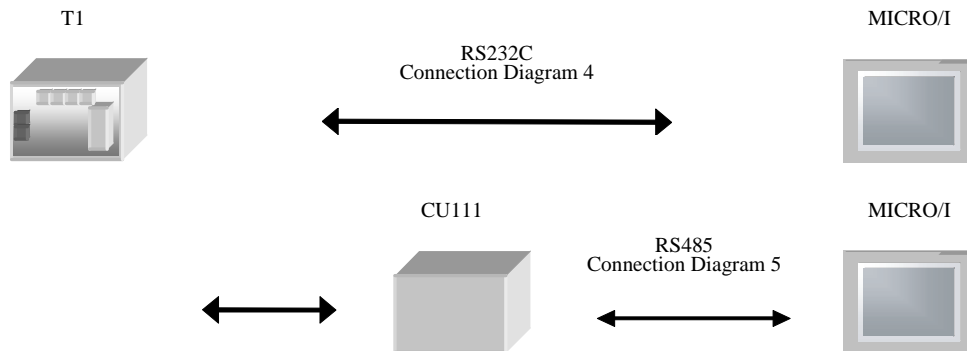 T1
MICRO/I
RS232C
Connection Diagram 4
CU111
MICRO/I
RS485
Connection Diagram 5